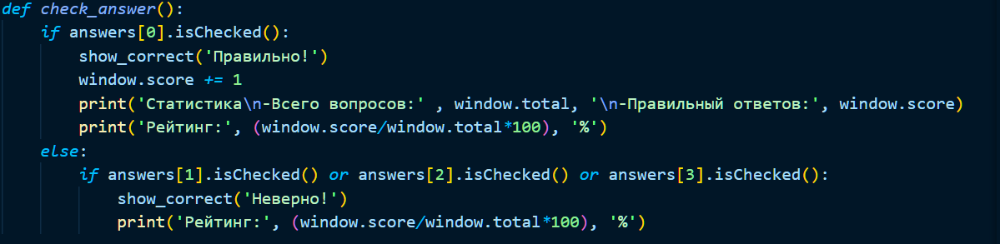 def check_answer():
    if answers[0].isChecked():
        show_correct('Правильно!')
        window.score += 1
        print('Статистика\n-Всего вопросов:' , window.total, '\n-Правильный ответов:', window.score)
        print('Рейтинг:', (window.score/window.total*100), '%')
    else:
        if answers[1].isChecked() or answers[2].isChecked() or answers[3].isChecked():
            show_correct('Неверно!')
            print('Рейтинг:', (window.score/window.total*100), '%')